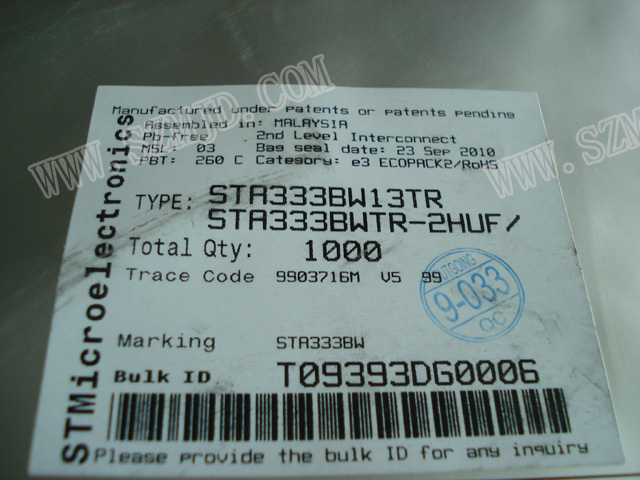 Manufactured under Patents or patents pending
Assembled in: MALAYSIA
Pb-free 2nd Level Interconnect
MSL: 03 Bag seal date: 23 Sep 2010
PBT: 260 C Category: e3 ECOPACK2/RoHS
TYPE: STA333BW13TR
STA333BWTR-2HUF/
Total Qty: 1000
Trace Code 9903716M V5 99
OUTGOING
9-033
QC
Marking STA333BW
Bulk ID T09393DG0006
Please provide the bulk ID for any inquiry
STMicroelectronics